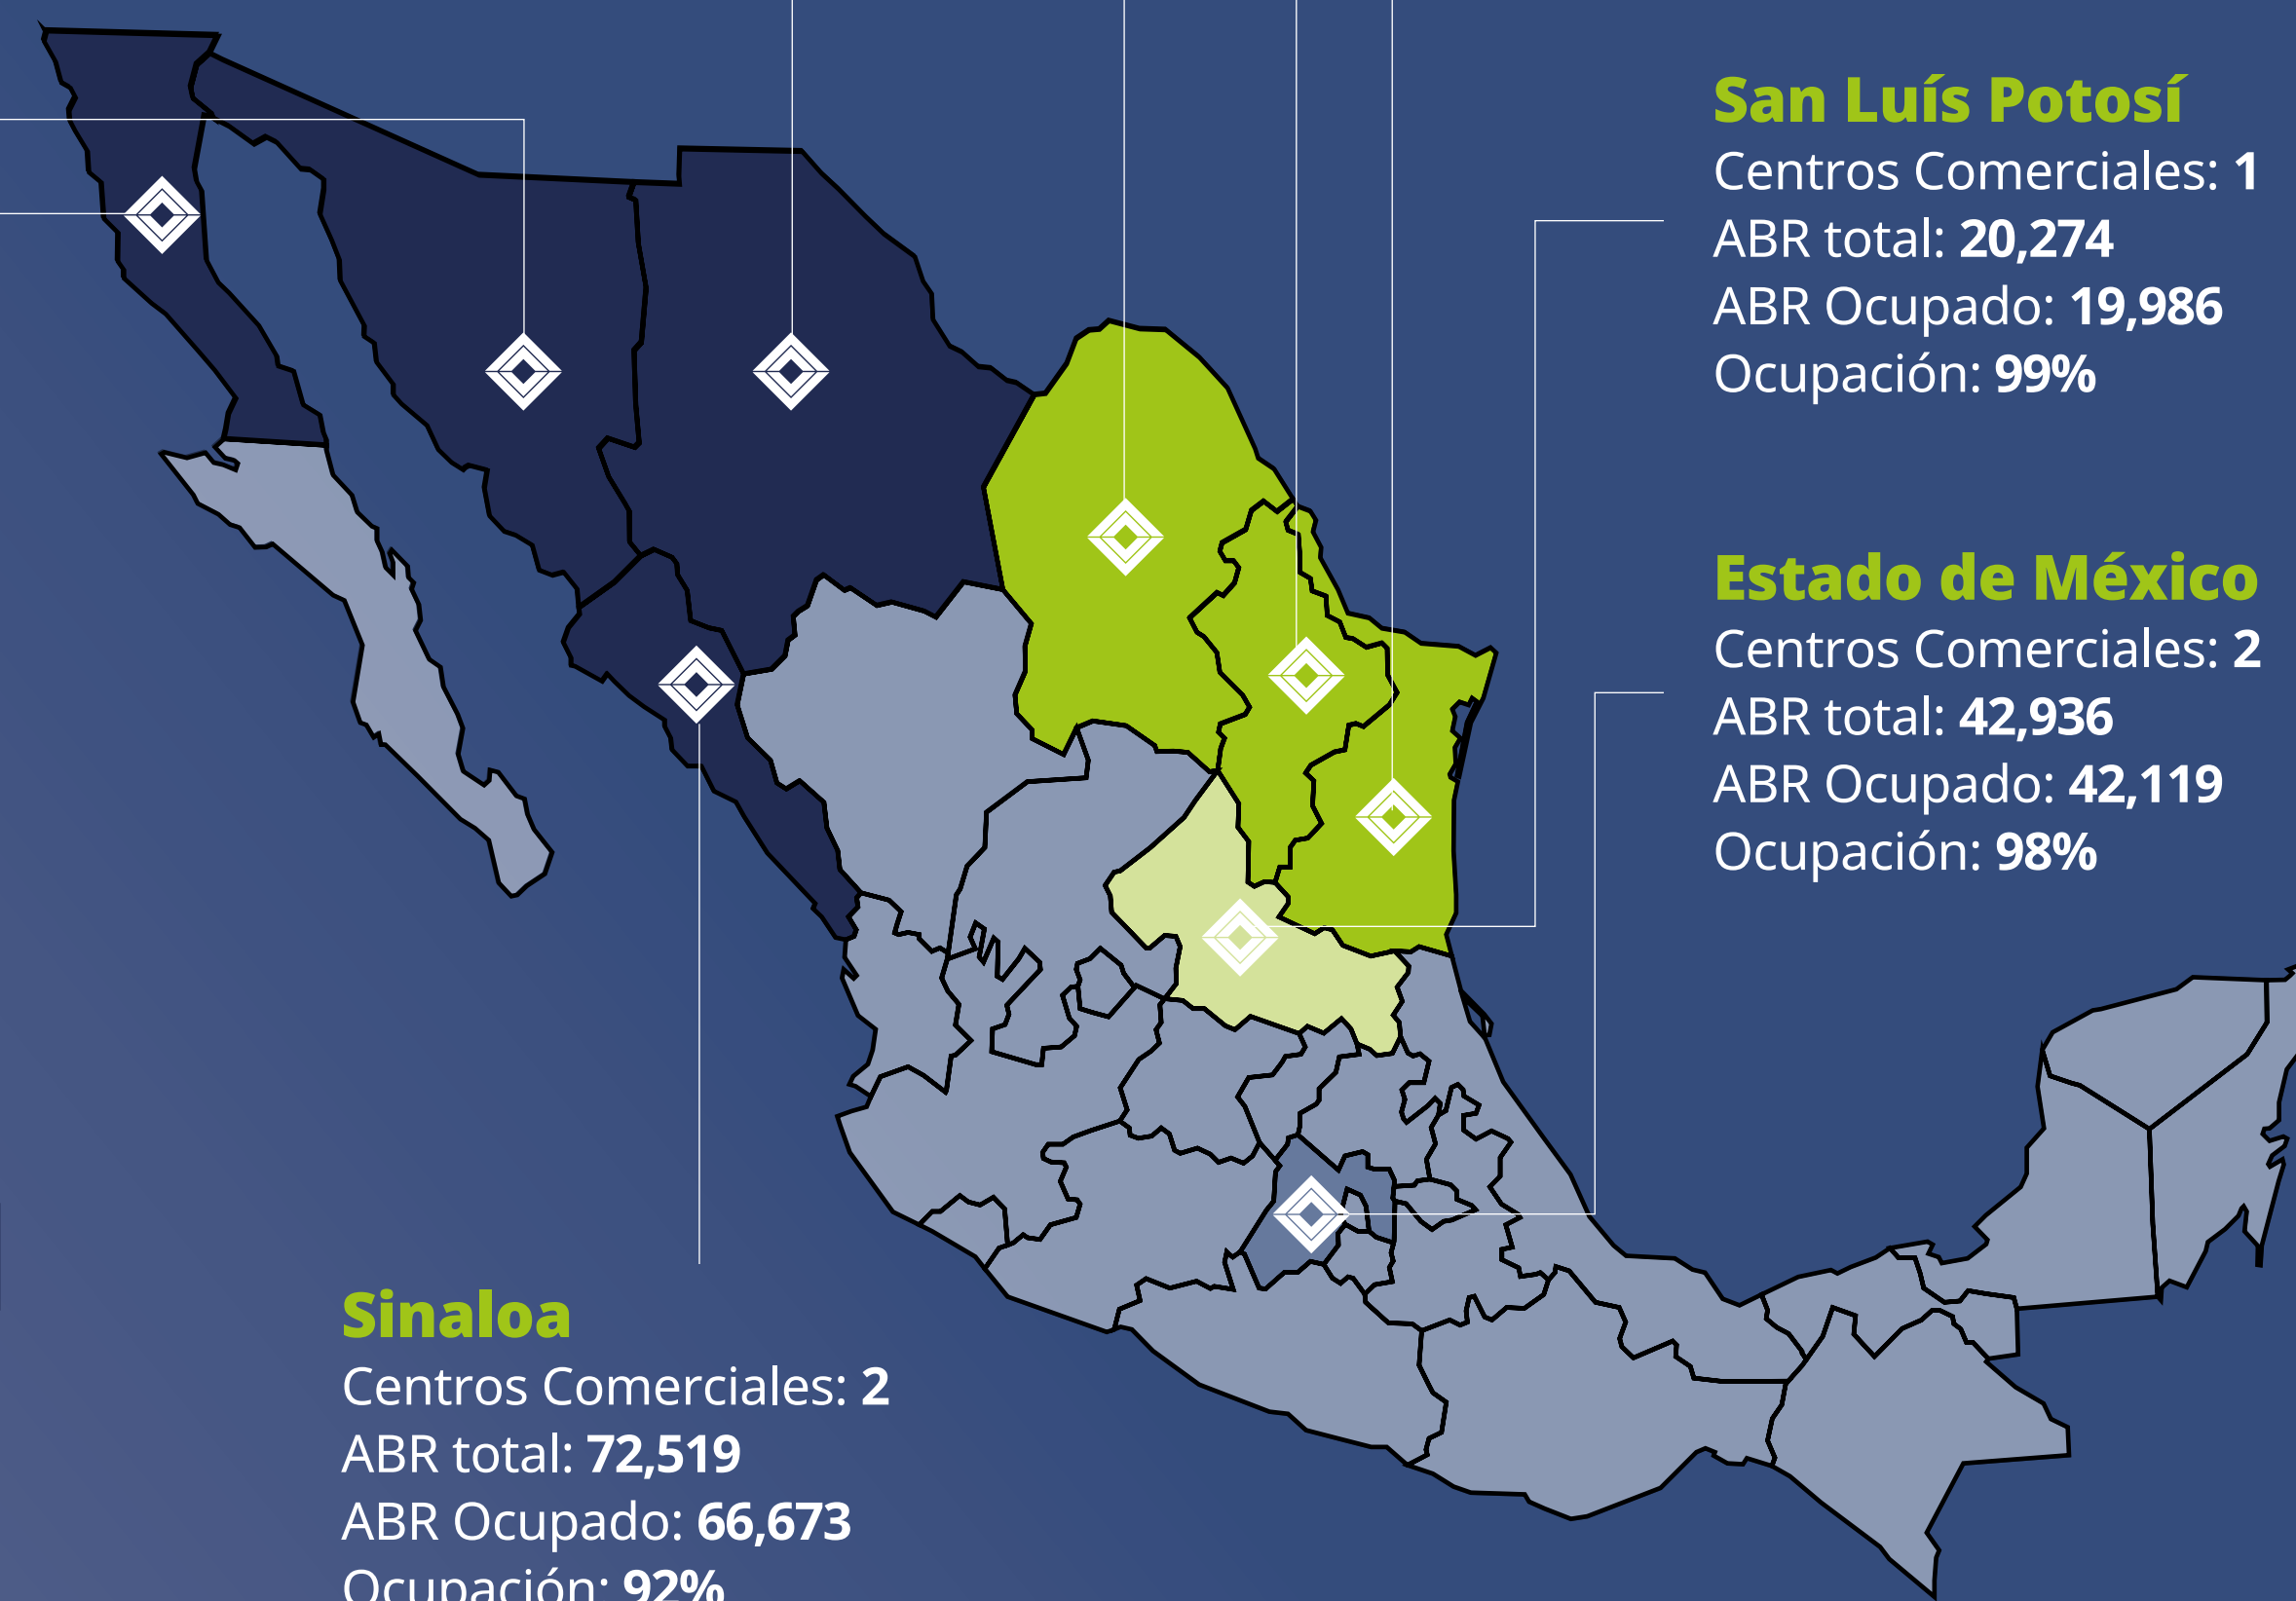 San Luís Potosí
Centros Comerciales: 1
ABR total: 20,274
ABR Ocupado: 19,986
Ocupación: 99%
Estado de México
Centros Comerciales: 2
ABR total: 42,936
ABR Ocupado: 42,119
Ocupación: 98%
Sinaloa
Centros Comerciales: 2
ABR total: 72,519
ABR Ocupado: 66,673
Ocupación: 92%